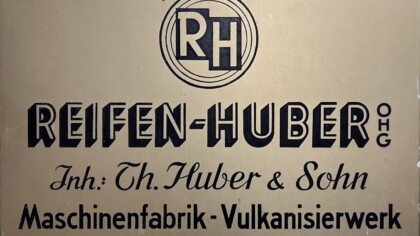 RH
REIFEN-HUBER OHG
Inh.: Th. Huber & Sohn
Maschinenfabrik - Vulkanisierwerk